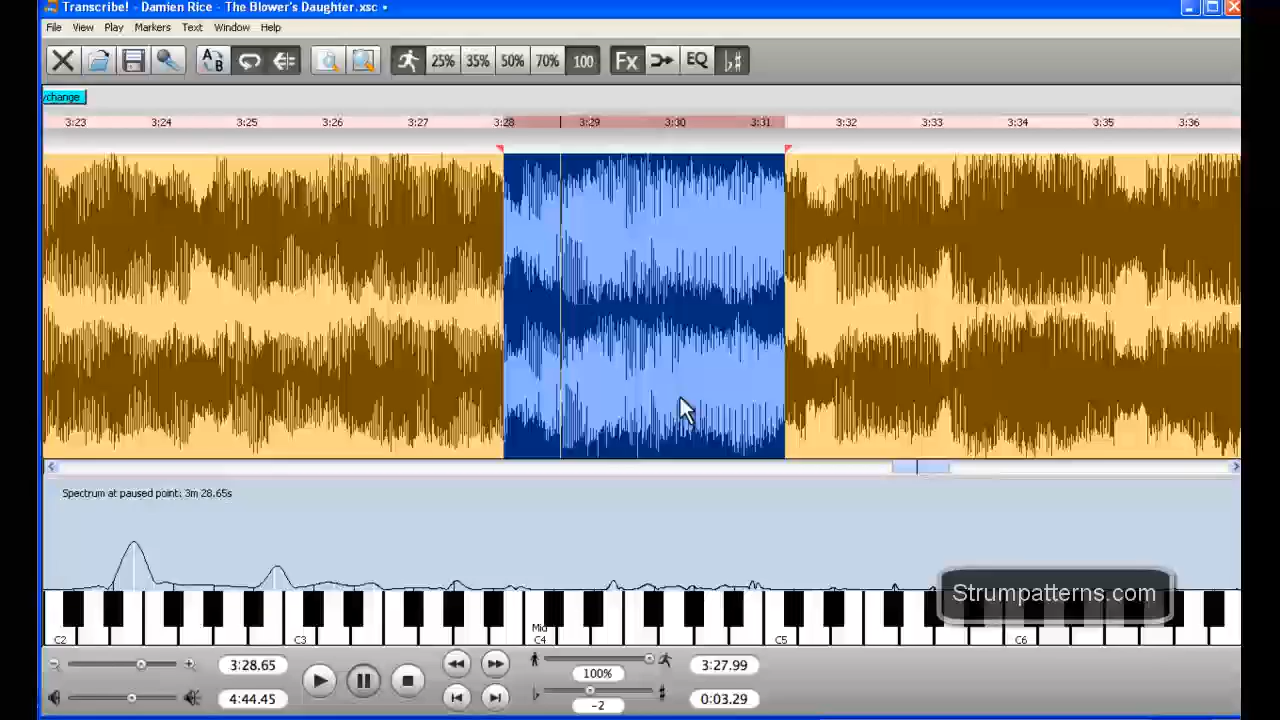 Transcribe! - Damien Rice - The Blower's Daughter.xsc •
File View Play Markers Text Window Help
A B 25% 35% 50% 70% 100 Fx EQ
ychange
3:23 3:24 3:25 3:26 3:27 3:28 3:29 3:30 3:31 3:32 3:33 3:34 3:35 3:36
Spectrum at paused point: 3m 28.65s
Strumpatterns.com
Mid
C2 C3 C4 C5 C6
3:28.65 100% 3:27.99
4:44.45 -2 0:03.29